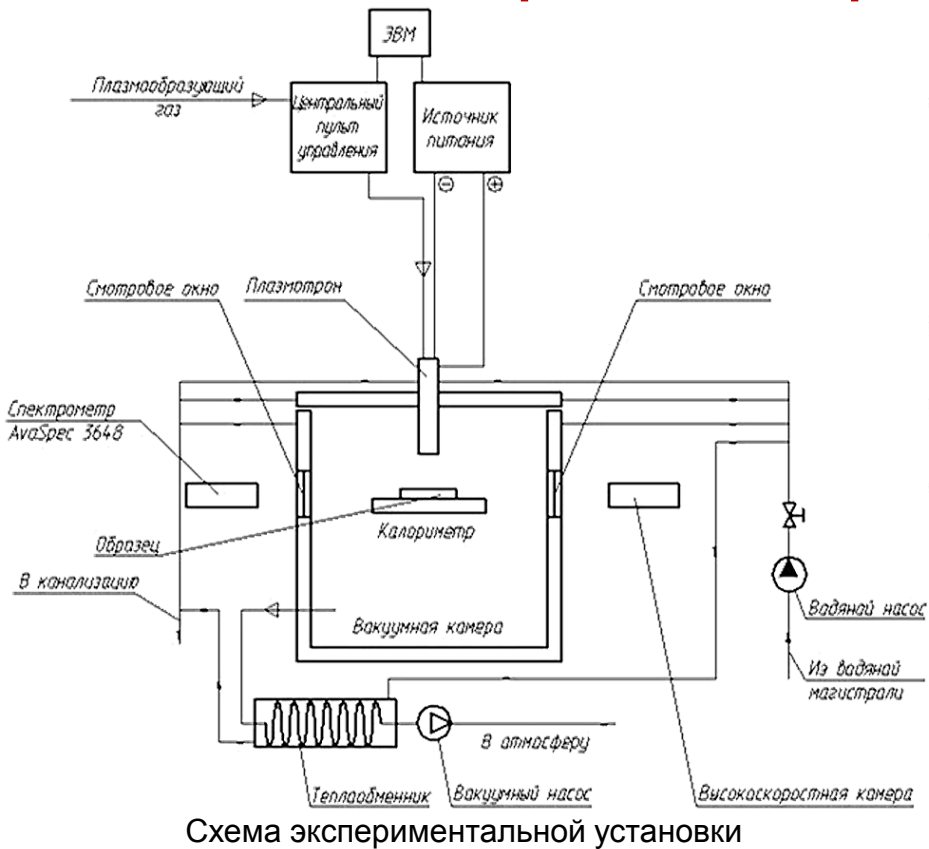 ЭВМ
Плазмообразующий
газ
Центральный
пульт
управления
Источник
питания
Смотровое окно
Плазмотрон
Смотровое окно
Спектрометр
AvaSpec 3648
Образец
Калориметр
В канализацию
Вакуумная камера
Водяной насос
Из водяной
магистрали
В атмосферу
Теплообменник
Вакуумный насос
Высокоскоростная камера
Схема экспериментальной установки